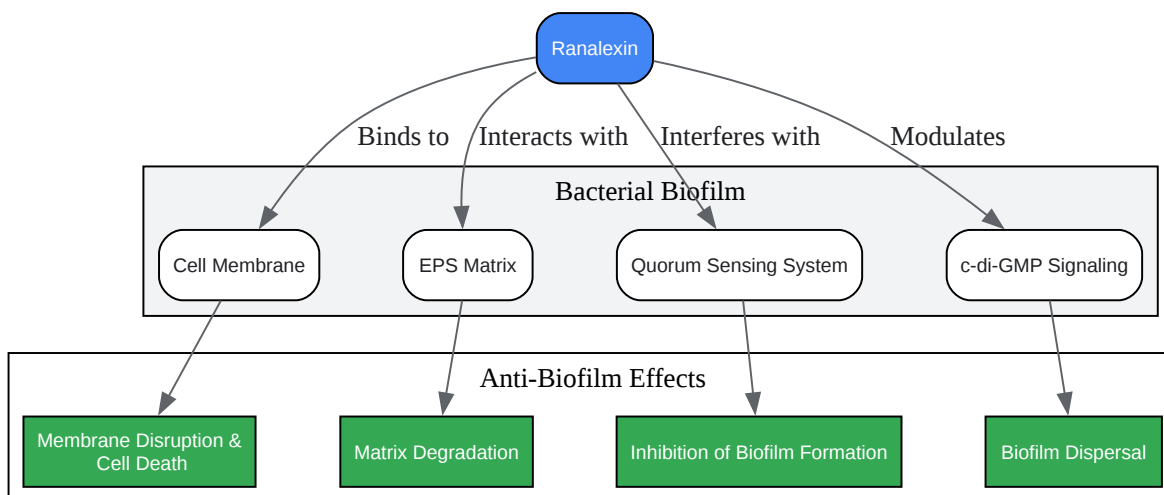 Ranalexin
Binds to
Interacts with
Interferes with
Modulates
Bacterial Biofilm
Cell Membrane
EPS Matrix
Quorum Sensing System
c-di-GMP Signaling
Anti-Biofilm Effects
Membrane Disruption &
Cell Death
Matrix Degradation
Inhibition of Biofilm Formation
Biofilm Dispersal